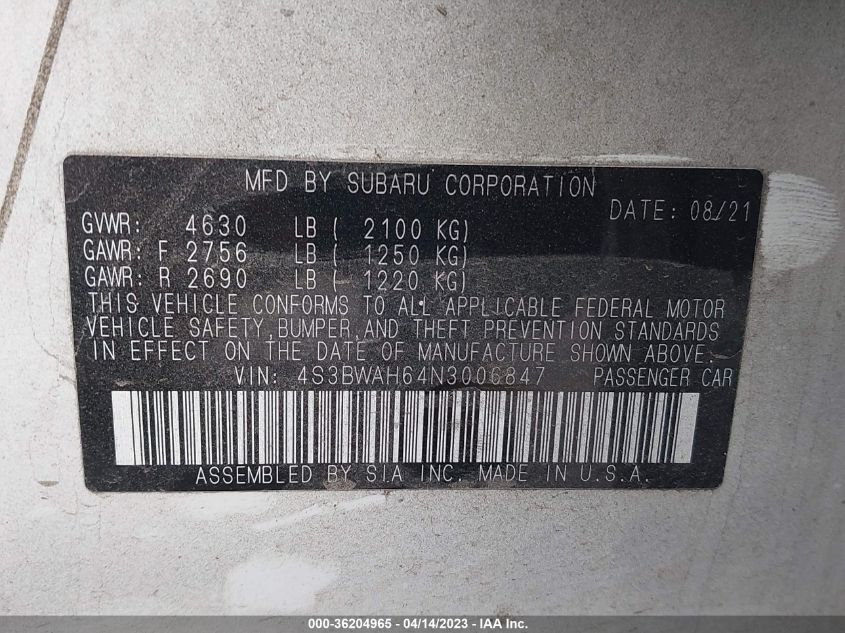 MFD BY SUBARU CORPORATION
DATE: 08/21
GVWR: 4630 LB ( 2100 KG)
GAWR: F 2756 LB ( 1250 KG)
GAWR: R 2690 LB ( 1220 KG)
THIS VEHICLE CONFORMS TO ALL APPLICABLE FEDERAL MOTOR
VEHICLE SAFETY,BUMPER,AND THEFT PREVENTION STANDARDS
IN EFFECT ON THE DATE OF MANUFACTURE SHOWN ABOVE.
VIN: 4S3BWAH64N3006847 PASSENGER CAR
ASSEMBLED BY SIA INC. MADE IN U.S.A.
000-36204965 - 04/14/2023 - IAA Inc.